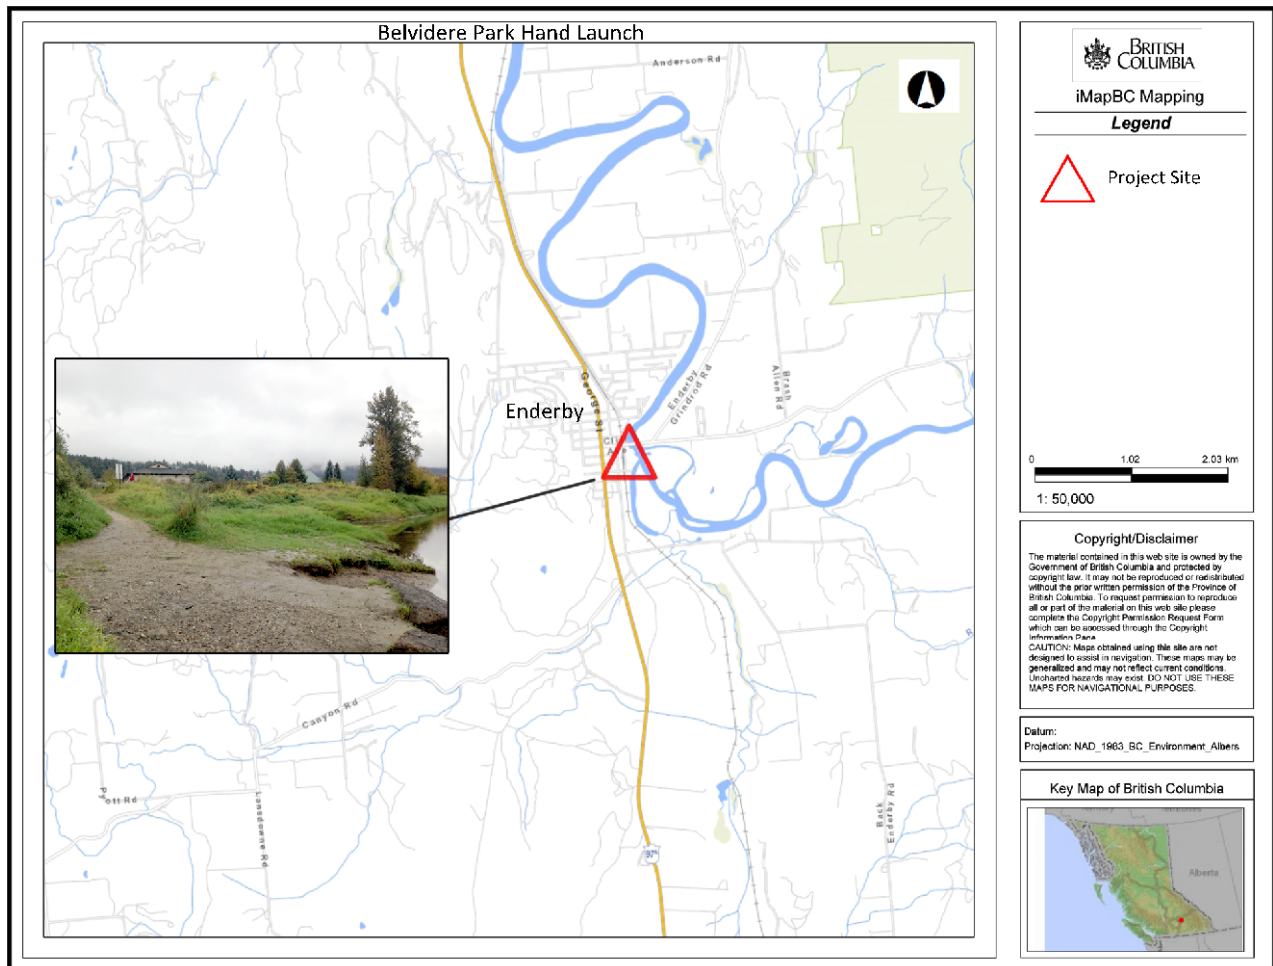 Belvidere Park Hand Launch
Anderson Rd
George St
Enderby
Grindrod Rd
Brash
Allen Rd
Enderby
Canyon Rd
Pyott Rd
Lansdowne Rd
Back
Enderby Rd
97A
BRITISH
COLUMBIA
iMapBC Mapping
Legend
Project Site
0 1.02 2.03 km
1: 50,000
Copyright/Disclaimer
The material contained in this web site is owned by the
Government of British Columbia and protected by
copyright law. It may not be reproduced or redistributed
without the prior written permission of the Province of
British Columbia. To request permission to reproduce
all or part of the material on this web site please
complete the Copyright Permission Request Form
which can be accessed through the Copyright
Information Page
CAUTION: Maps obtained using this site are not
designed to assist in navigation. These maps may be
generalized and may not reflect current conditions.
Uncharted hazards may exist. DO NOT USE THESE
MAPS FOR NAVIGATIONAL PURPOSES.
Datum:
Projection: NAD_1983_BC_Environment_Albers
Key Map of British Columbia
Alberta